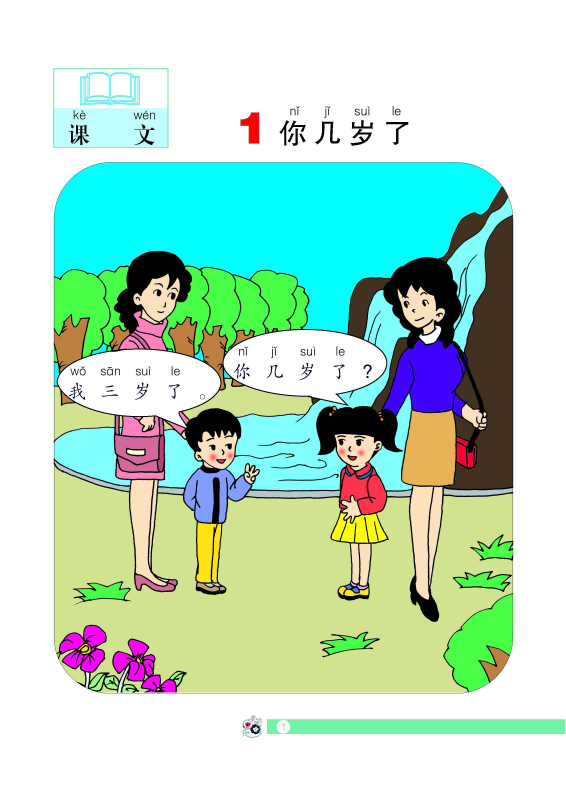 kè wén
课 文
nǐ jǐ suì le
1 你几岁了
nǐ jǐ suì le
你 几 岁 了 ?
wǒ sān suì le
我 三 岁 了 。
1